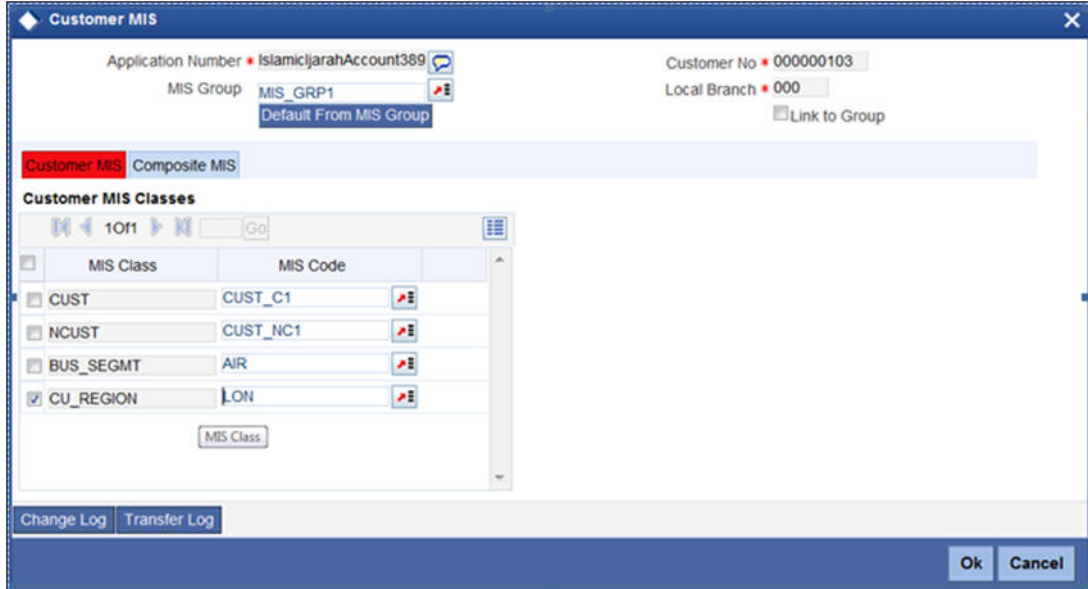 Customer MIS
Application Number * IslamicIjarahAccount389
Customer No * 000000103
MIS Group MIS_GRP1
Local Branch * 000
Default From MIS Group
Link to Group
Customer MIS Composite MIS
Customer MIS Classes
1Of1 Go
MIS Class MIS Code
CUST CUST_C1
NCUST CUST_NC1
BUS_SEGMT AIR
CU_REGION LON
MIS Class
Change Log Transfer Log
Ok Cancel